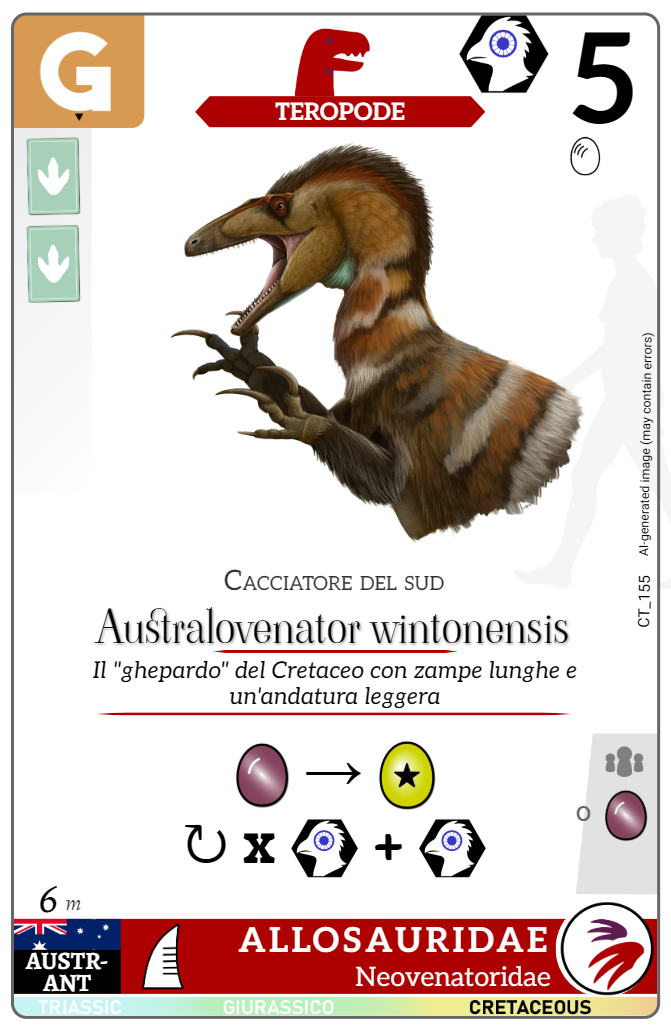 G
5
TEROPODE
AI-generated image (may contain errors)
CT_155
Cacciatore del sud
Australovenator wintonensis
Il "ghepardo" del Cretaceo con zampe lunghe e
un'andatura leggera
x
+
o
6 m
AUSTR-
ANT
ALLOSAURIDAE
Neovenatoridae
TRIASSIC
GIURASSICO
CRETACEOUS